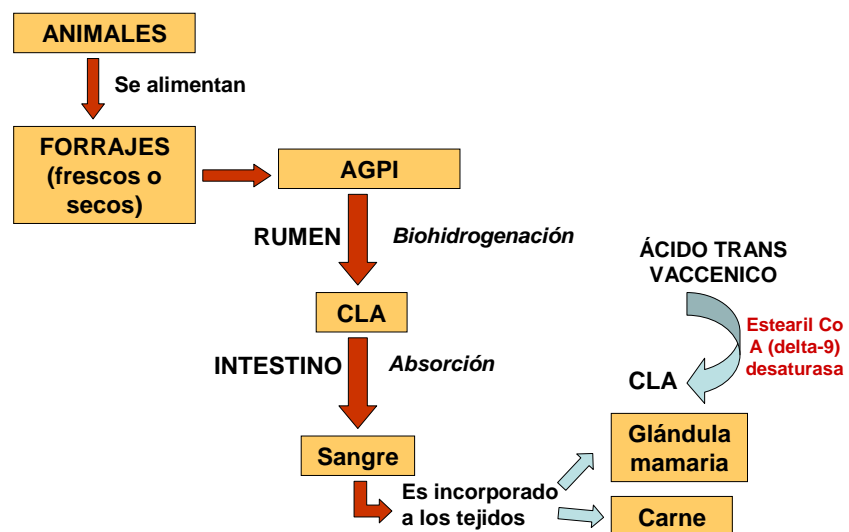 ANIMALES
Se alimentan
FORRAJES
(frescos o
secos)
AGPI
RUMEN
Biohidrogenación
CLA
INTESTINO
Absorción
Sangre
Es incorporado
a los tejidos
ÁCIDO TRANS
VACCENICO
Estearil Co
A (delta-9)
desaturasa
CLA
Glándula
mamaria
Carne